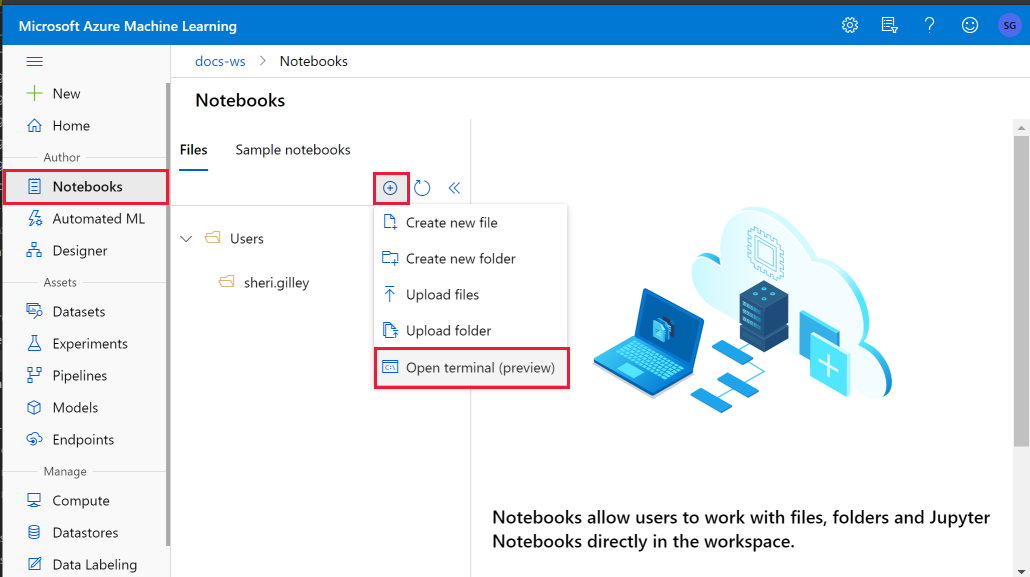 Microsoft Azure Machine Learning
?
SG
docs-ws > Notebooks
New
Home
Author
Notebooks
Automated ML
Designer
Assets
Datasets
Experiments
Pipelines
Models
Endpoints
Manage
Compute
Datastores
Data Labeling
Notebooks
Files Sample notebooks
Users
sheri.gilley
Create new file
Create new folder
Upload files
Upload folder
Open terminal (preview)
Notebooks allow users to work with files, folders and Jupyter
Notebooks directly in the workspace.